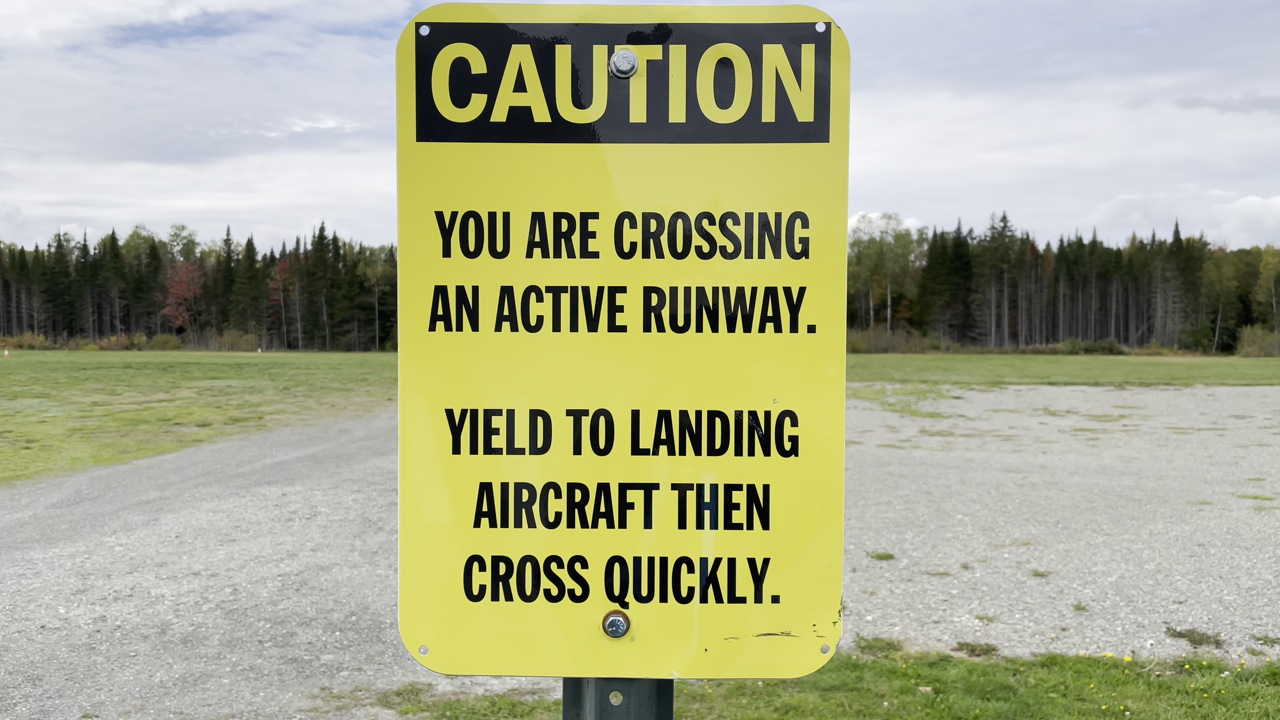 CAUTION
YOU ARE CROSSING
AN ACTIVE RUNWAY.
YIELD TO LANDING
AIRCRAFT THEN
CROSS QUICKLY.